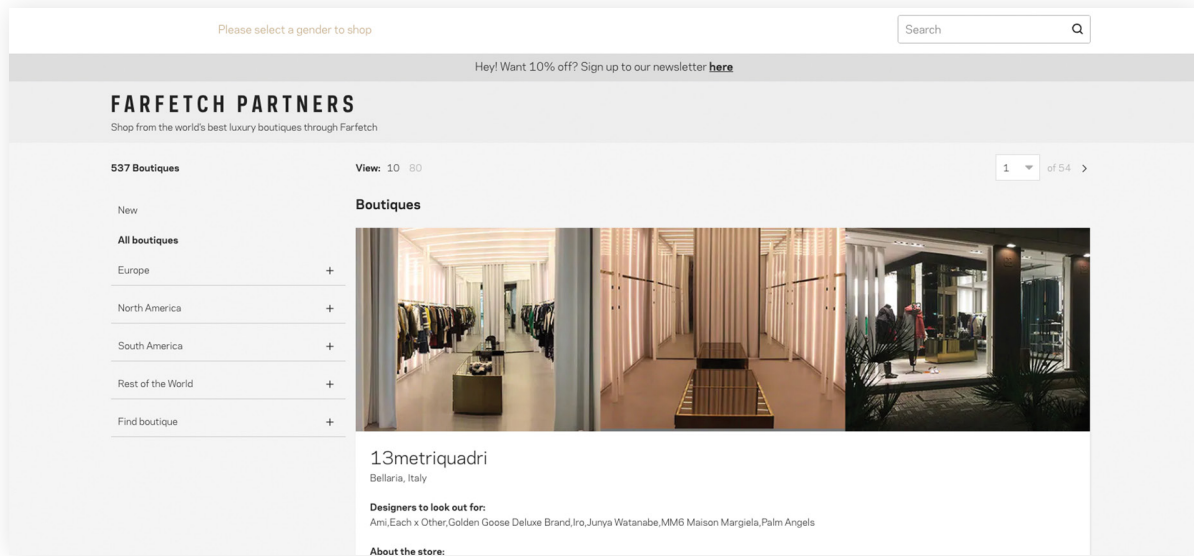 Please select a gender to shop
Search
Hey! Want 10% off? Sign up to our newsletter here
FARFETCH PARTNERS
Shop from the world's best luxury boutiques through Farfetch
537 Boutiques
View: 10 80
1 of 54
New
All boutiques
Europe +
North America +
South America +
Rest of the World +
Find boutique +
Boutiques
13metriquadri
Bellaria, Italy
Designers to look out for:
Ami,Each x Other,Golden Goose Deluxe Brand,Iro,Junya Watanabe,MM6 Maison Margiela,Palm Angels
About the store: